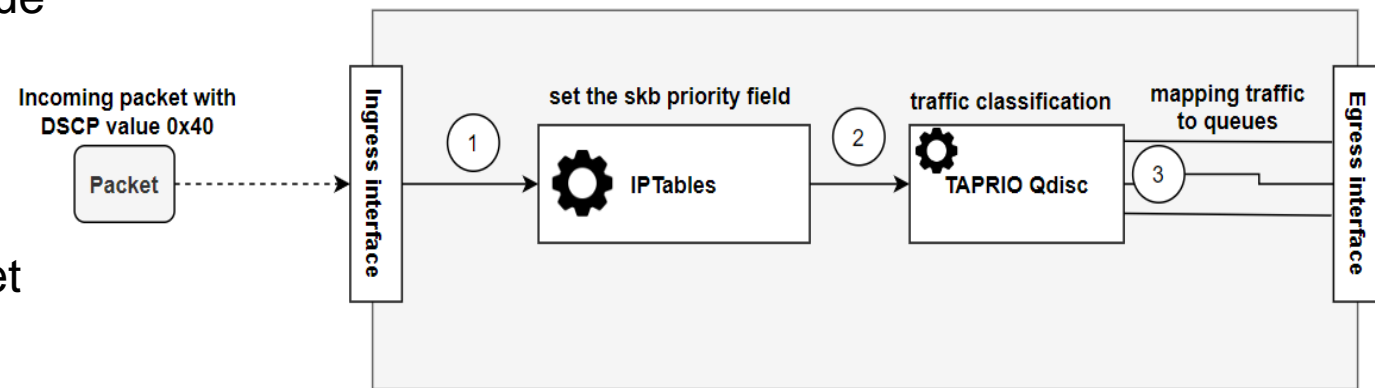 Incoming packet with
DSCP value 0x40
Packet
Ingress interface
1
set the skb priority field
IPTables
2
traffic classification
TAPRIO Qdisc
mapping traffic
to queues
3
Egress interface